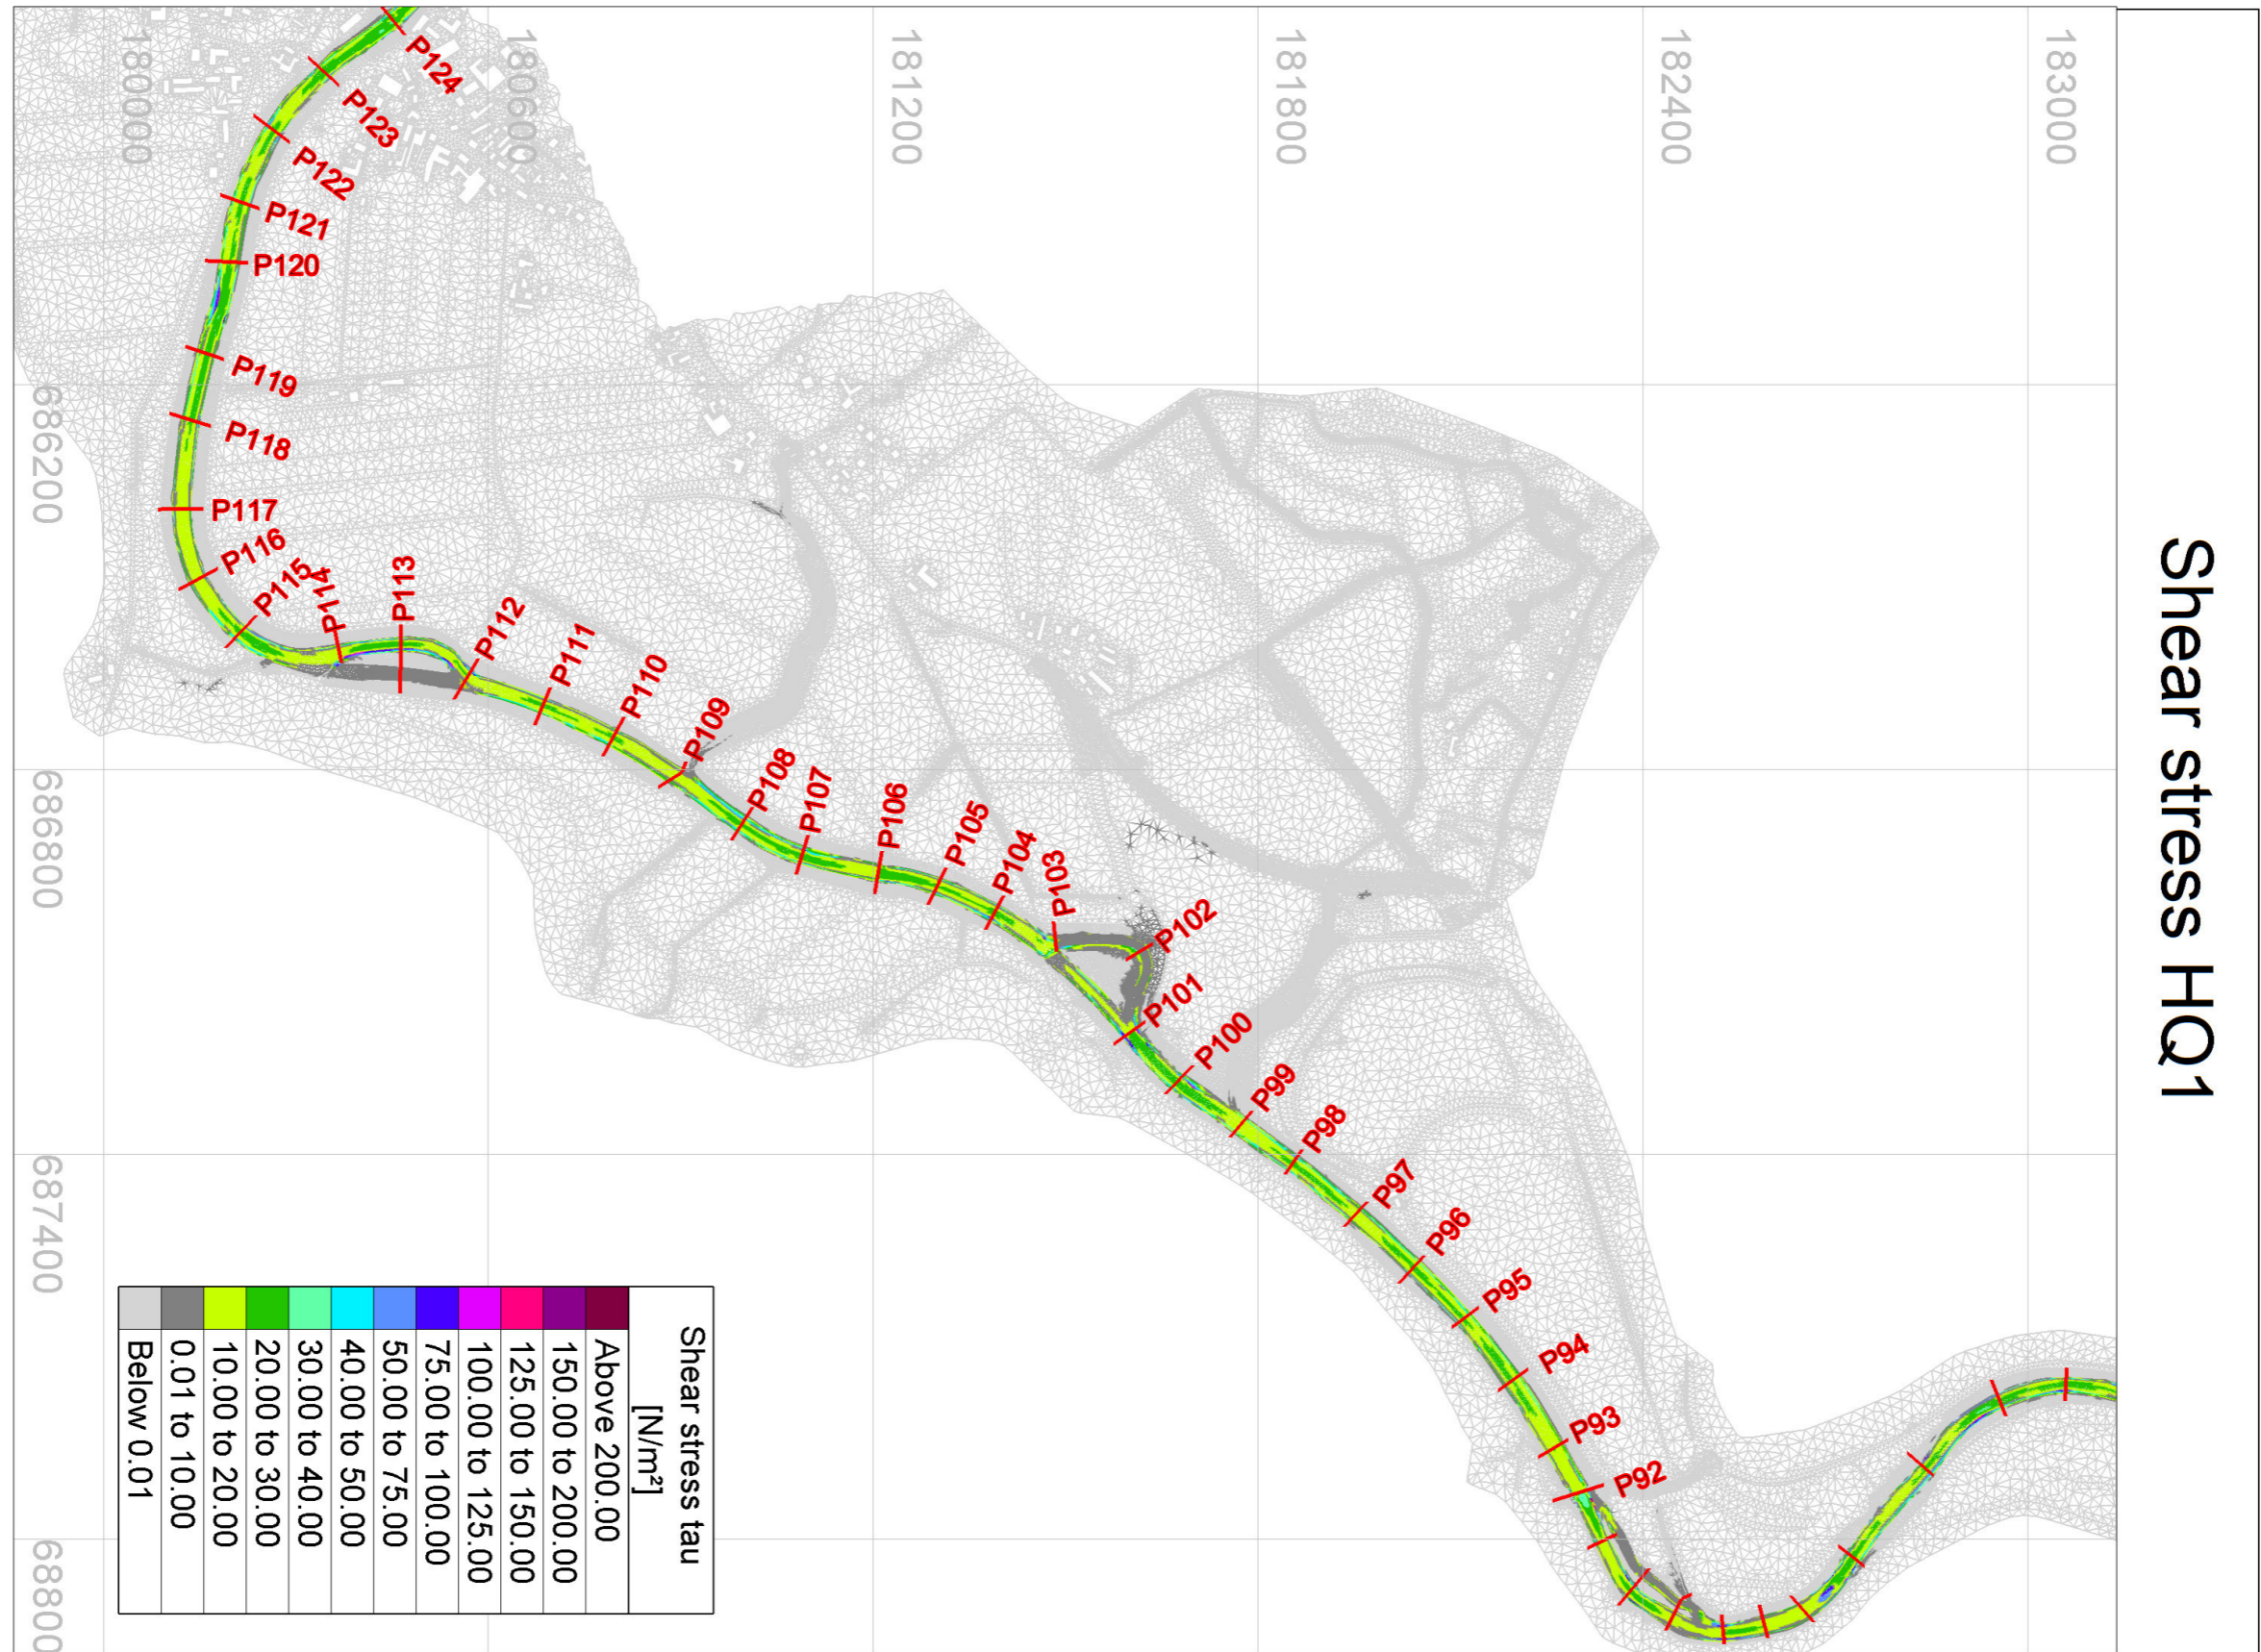 Shear stress HQ1
183000
182400
181800
181200
180600
180000
686200
686800
687400
688000
P124
P123
P122
P121
P120
P119
P118
P117
P116
P115
P114
P113
P112
P111
P110
P109
P108
P107
P106
P105
P104
P103
P102
P101
P100
P99
P98
P97
P96
P95
P94
P93
P92
Shear stress tau
[N/m²]
Above 200.00
150.00 to 200.00
125.00 to 150.00
100.00 to 125.00
75.00 to 100.00
50.00 to 75.00
40.00 to 50.00
30.00 to 40.00
20.00 to 30.00
10.00 to 20.00
0.01 to 10.00
Below 0.01